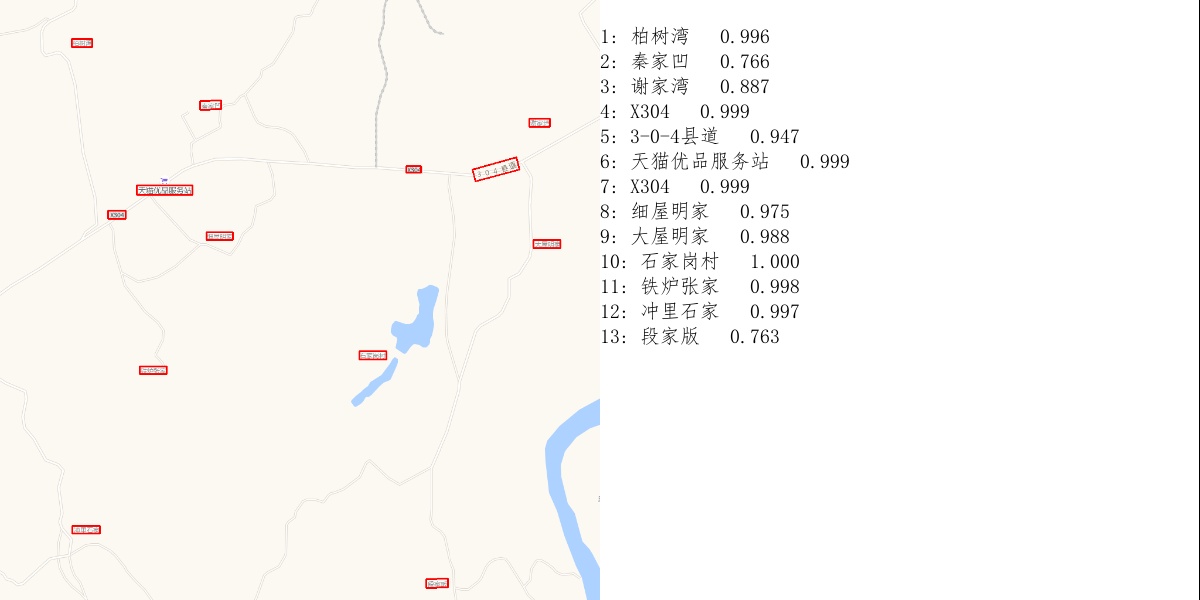 天猫优品服务站
X304
X304
304县道
1: 柏树湾 0.996
2: 秦家凹 0.766
3: 谢家湾 0.887
4: X304 0.999
5: 3-0-4县道 0.947
6: 天猫优品服务站 0.999
7: X304 0.999
8: 细屋明家 0.975
9: 大屋明家 0.988
10: 石家岗村 1.000
11: 铁炉张家 0.998
12: 冲里石家 0.997
13: 段家版 0.763